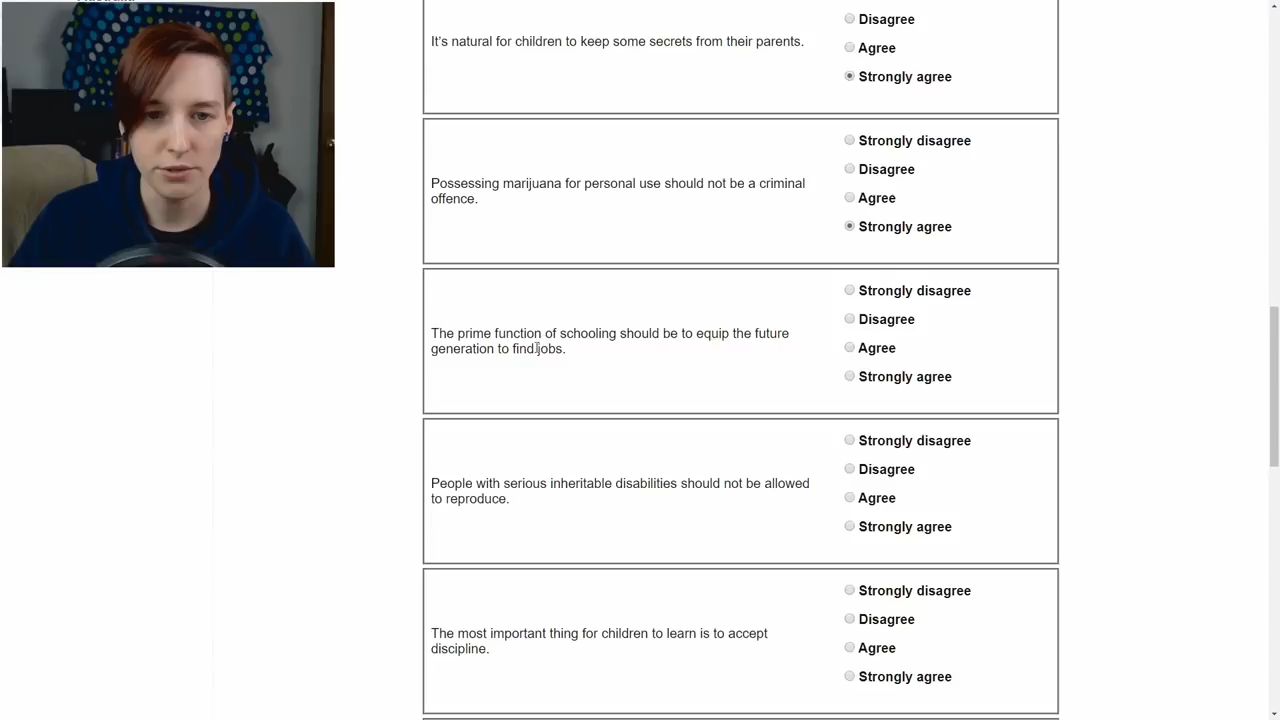 Disagree
It's natural for children to keep some secrets from their parents.
Agree
Strongly agree
Strongly disagree
Disagree
Possessing marijuana for personal use should not be a criminal
offence.
Agree
Strongly agree
Strongly disagree
Disagree
The prime function of schooling should be to equip the future
generation to find jobs.
Agree
Strongly agree
Strongly disagree
Disagree
People with serious inheritable disabilities should not be allowed
to reproduce.
Agree
Strongly agree
Strongly disagree
Disagree
The most important thing for children to learn is to accept
discipline.
Agree
Strongly agree